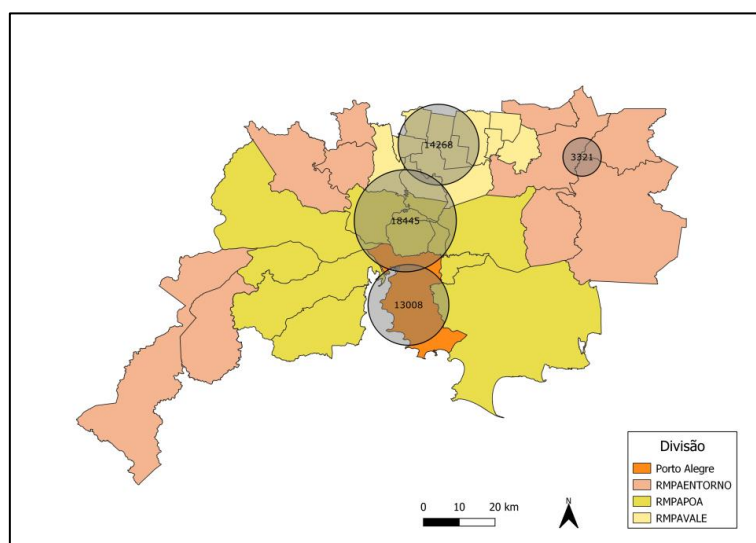 14268
3321
18445
13008
Divisão
Porto Alegre
RMPAENTORNO
RMPAPOA
RMPAVALE
0 10 20 km
N